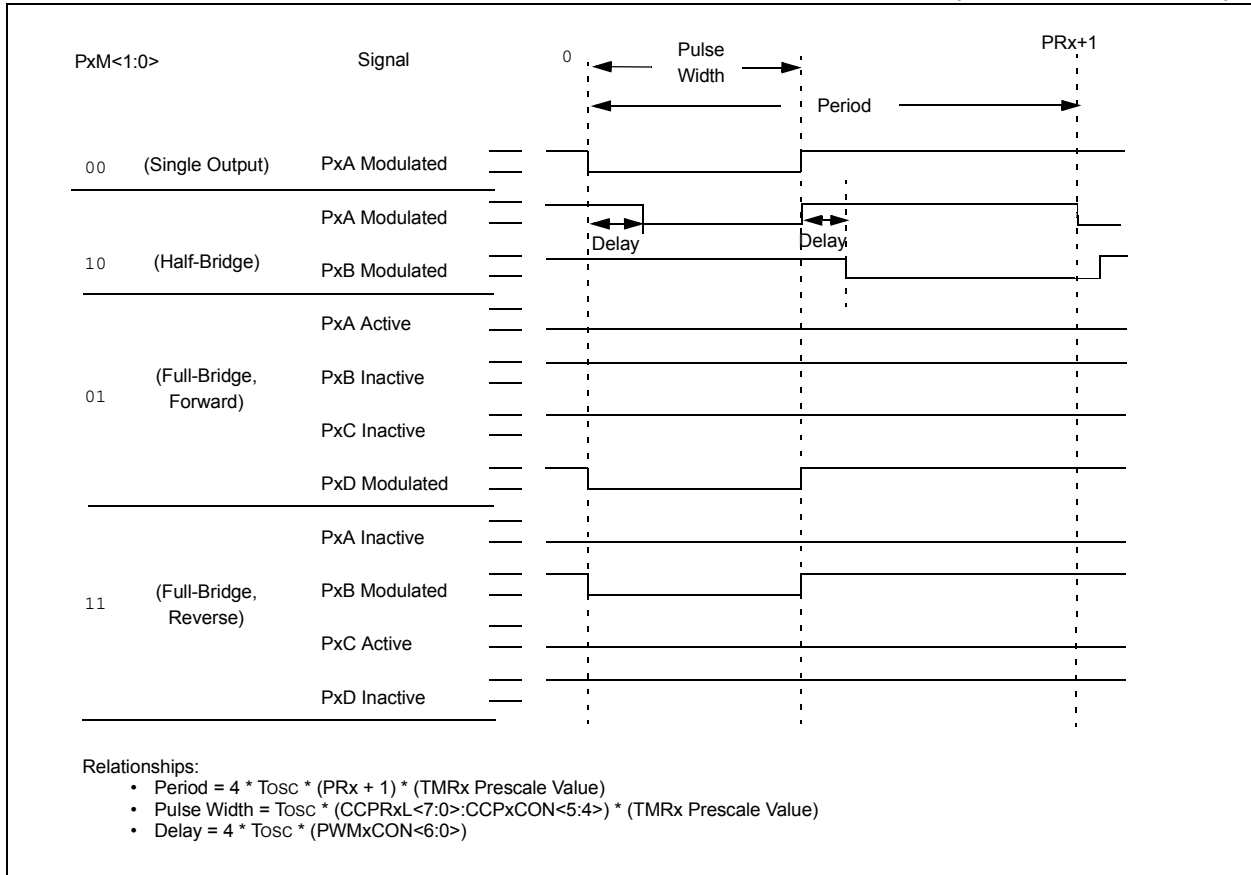 PxM<1:0>
Signal
0
Pulse
Width
PRx+1
Period
00
(Single Output)
PxA Modulated
PxA Modulated
Delay
Delay
10
(Half-Bridge)
PxB Modulated
PxA Active
01
(Full-Bridge,
Forward)
PxB Inactive
PxC Inactive
PxD Modulated
PxA Inactive
11
(Full-Bridge,
Reverse)
PxB Modulated
PxC Active
PxD Inactive
Relationships:
• Period = 4 * TOSC * (PRx + 1) * (TMRx Prescale Value)
• Pulse Width = TOSC * (CCPRxL<7:0>:CCPxCON<5:4>) * (TMRx Prescale Value)
• Delay = 4 * TOSC * (PWMxCON<6:0>)